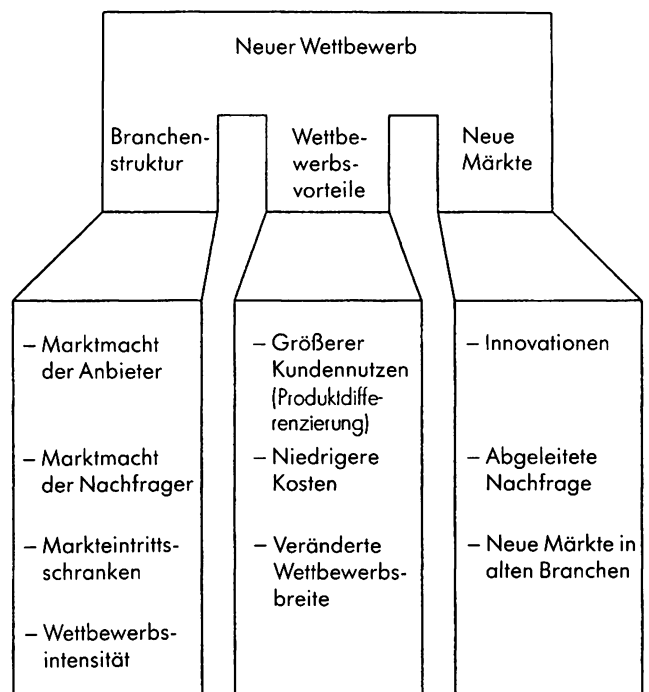 Neuer Wettbewerb
Branchen-
struktur
Wettbe-
werbs-
vorteile
Neue
Märkte
– Marktmacht
der Anbieter
– Marktmacht
der Nachfrager
– Markteintritts-
schranken
– Wettbewerbs-
intensität
– Größerer
Kundennutzen
(Produktdiffe-
renzierung)
– Niedrigere
Kosten
– Veränderte
Wettbewerbs-
breite
– Innovationen
– Abgeleitete
Nachfrage
– Neue Märkte in
alten Branchen